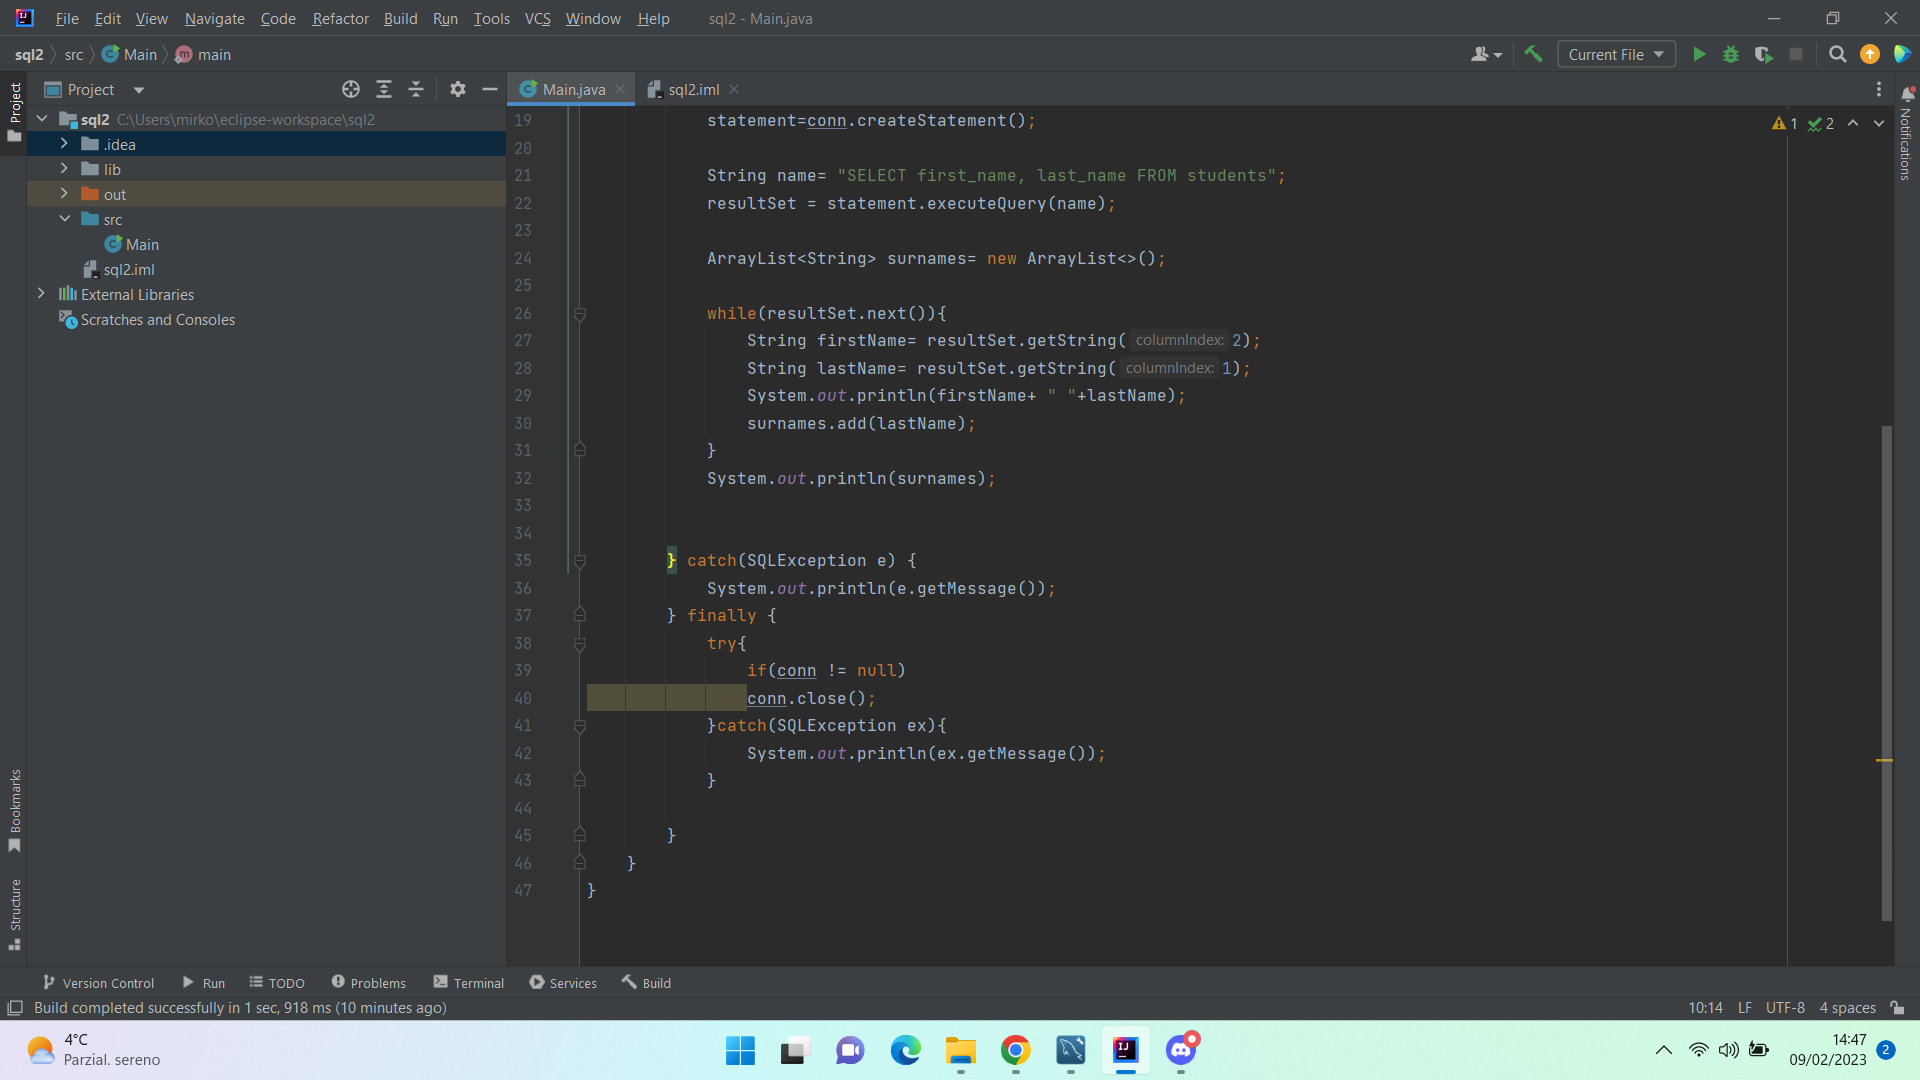 File Edit View Navigate Code Refactor Build Run Tools VCS Window Help sql2 - Main.java
sql2 src Main main Current File
Project
Main.java sql2.iml
Project
Bookmarks
Structure
Notifications
sql2 C:\Users\mirko\eclipse-workspace\sql2
.idea
lib
out
src
Main
sql2.iml
External Libraries
Scratches and Consoles
1 2
19 statement=conn.createStatement();
20
21 String name= "SELECT first_name, last_name FROM students";
22 resultSet = statement.executeQuery(name);
23
24 ArrayList<String> surnames= new ArrayList<>();
25
26 while(resultSet.next()){
27 String firstName= resultSet.getString( columnIndex: 2);
28 String lastName= resultSet.getString( columnIndex: 1);
29 System.out.println(firstName+ " "+lastName);
30 surnames.add(lastName);
31 }
32 System.out.println(surnames);
33
34
35 } catch(SQLException e) {
36 System.out.println(e.getMessage());
37 } finally {
38 try{
39 if(conn != null)
40 conn.close();
41 }catch(SQLException ex){
42 System.out.println(ex.getMessage());
43 }
44
45 }
46 }
47 }
Version Control Run TODO Problems Terminal Services Build
Build completed successfully in 1 sec, 918 ms (10 minutes ago) 10:14 LF UTF-8 4 spaces
4°C
Parzial. sereno
14:47
09/02/2023
2